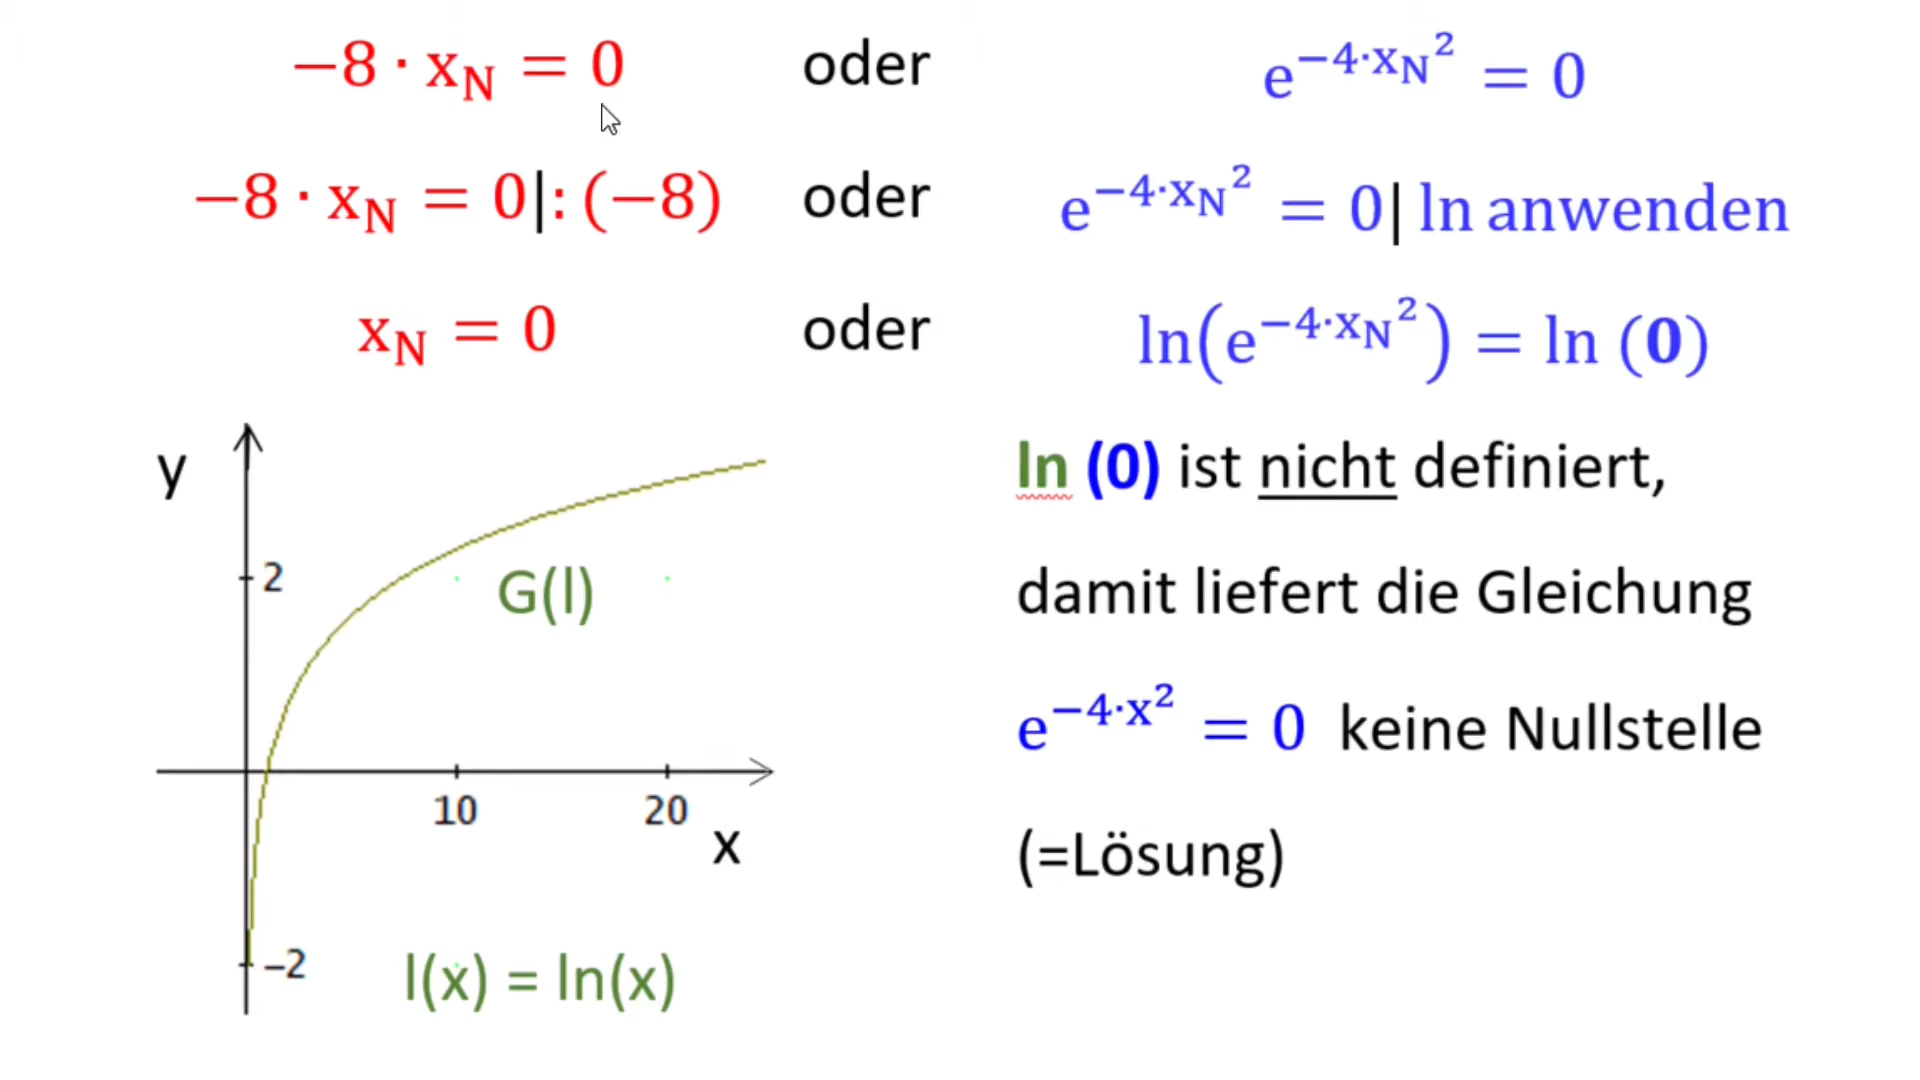 −8 · x_N = 0 oder e^(−4·x_N²) = 0
−8 · x_N = 0|: (−8) oder e^(−4·x_N²) = 0| ln anwenden
x_N = 0 oder ln(e^(−4·x_N²)) = ln (0)
y
2
G(l)
10 20
x
−2
l(x) = ln(x)
ln (0) ist nicht definiert,
damit liefert die Gleichung
e^(−4·x²) = 0 keine Nullstelle
(=Lösung)